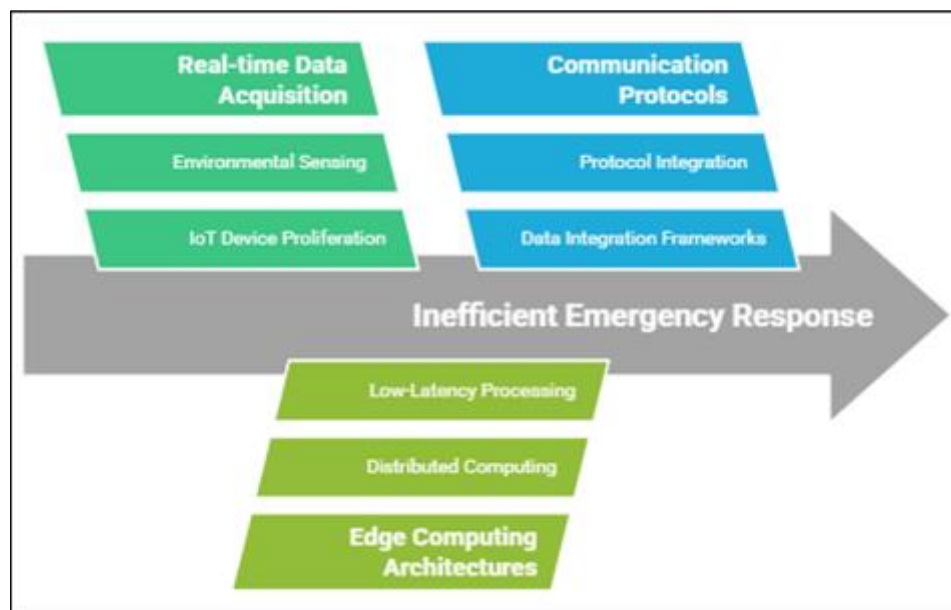 Real-time Data
Acquisition
Environmental Sensing
IoT Device Proliferation
Communication
Protocols
Protocol Integration
Data Integration Frameworks
Inefficient Emergency Response
Low-Latency Processing
Distributed Computing
Edge Computing
Architectures